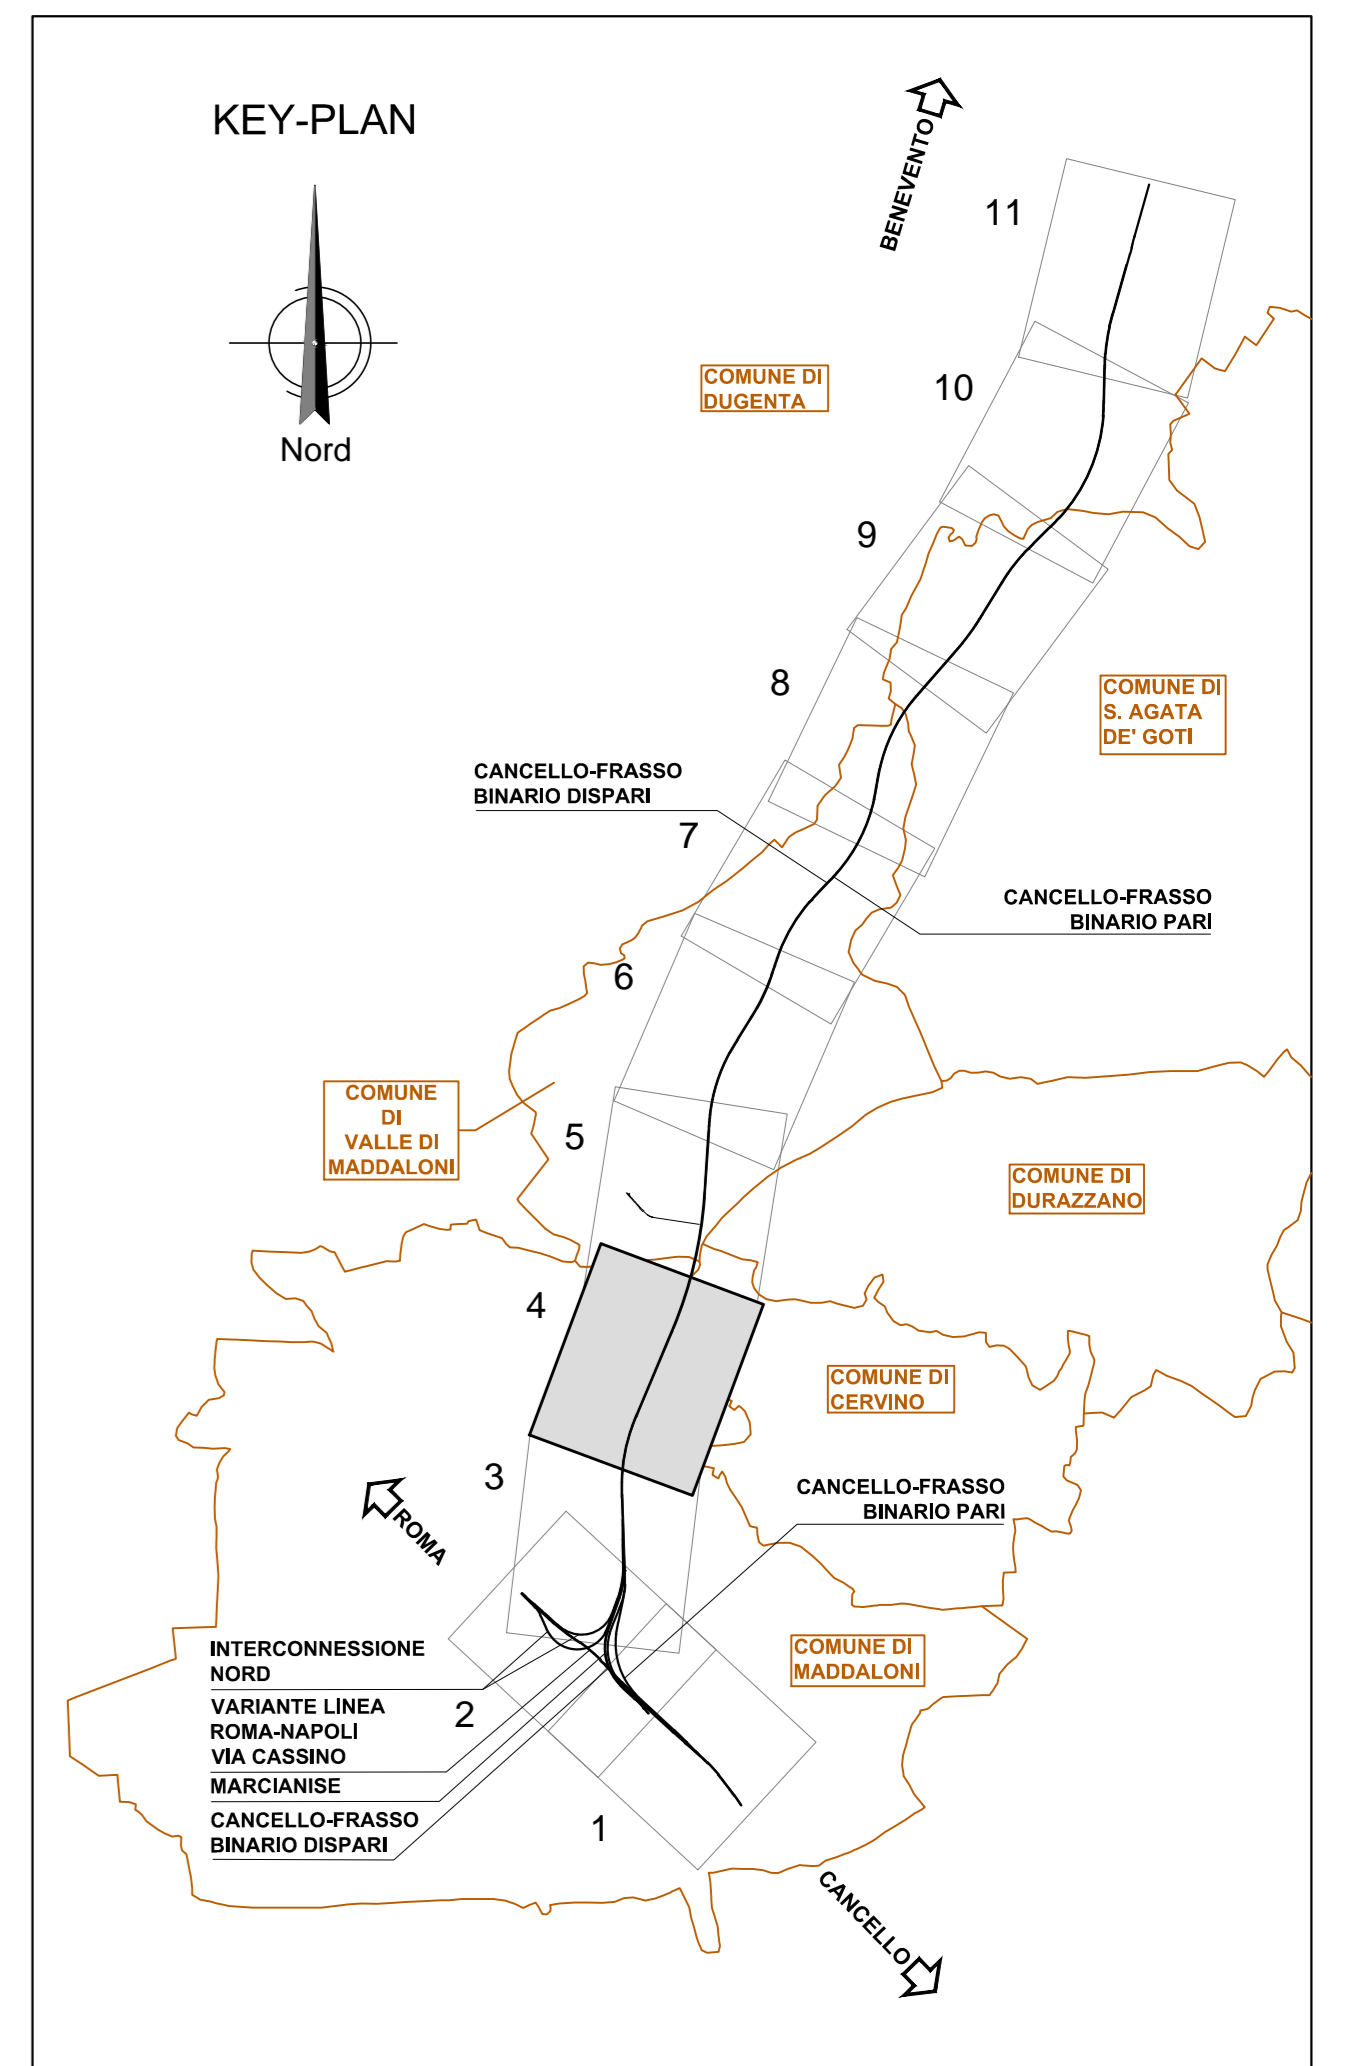 KEY-PLAN
BENEVENTO
11
COMUNE DI
DUGENTA
10
Nord
9
8
COMUNE DI
S. AGATA
DE' GOTI
CANCELLO-FRASSO
BINARIO DISPARI
7
CANCELLO-FRASSO
BINARIO PARI
6
COMUNE
DI
VALLE DI
MADDALONI
5
COMUNE DI
DURAZZANO
4
COMUNE DI
CERVINO
3
CANCELLO-FRASSO
BINARIO PARI
ROMA
INTERCONNESSIONE
NORD
COMUNE DI
MADDALONI
VARIANTE LINEA
ROMA-NAPOLI
VIA CASSINO
2
MARCIANISE
CANCELLO-FRASSO
BINARIO DISPARI
1
CANCELLO